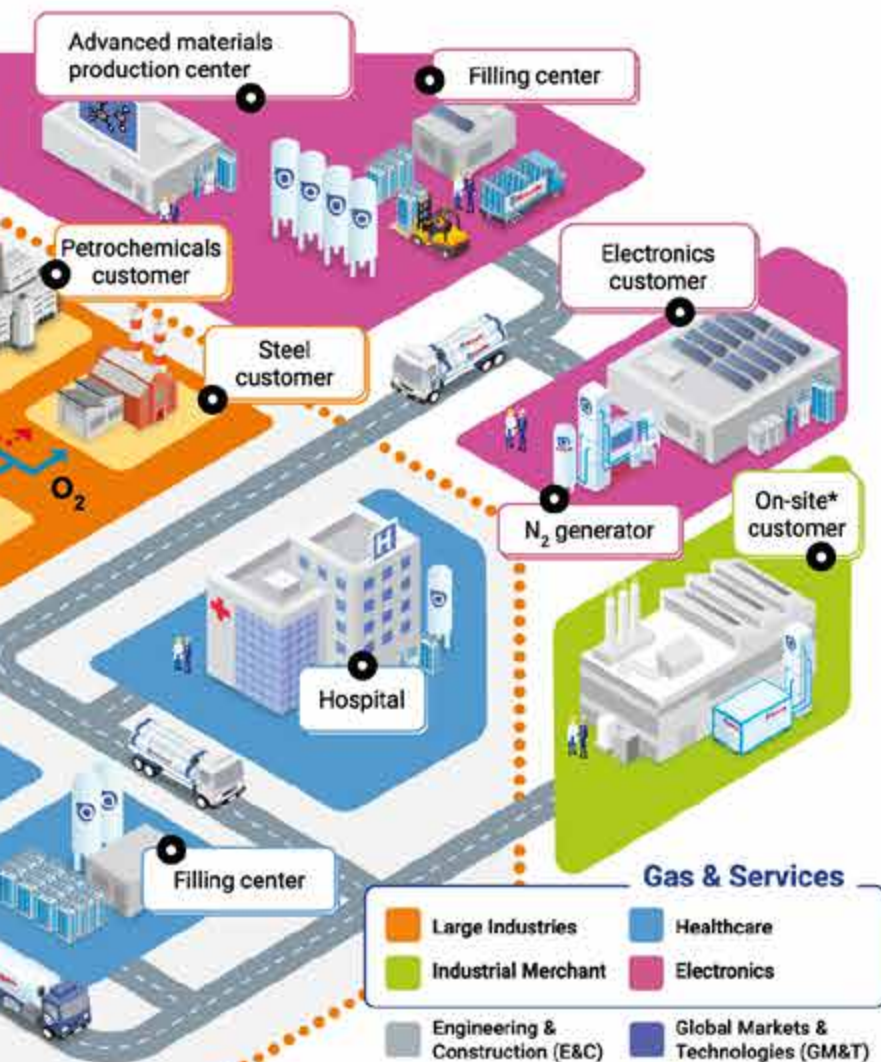 Advanced materials
production center
Filling center
Petrochemicals
customer
Electronics
customer
Steel
customer
O₂
N₂ generator
On-site*
customer
H
Hospital
Filling center
Gas & Services
Large Industries
Healthcare
Industrial Merchant
Electronics
Engineering &
Construction (E&C)
Global Markets &
Technologies (GM&T)